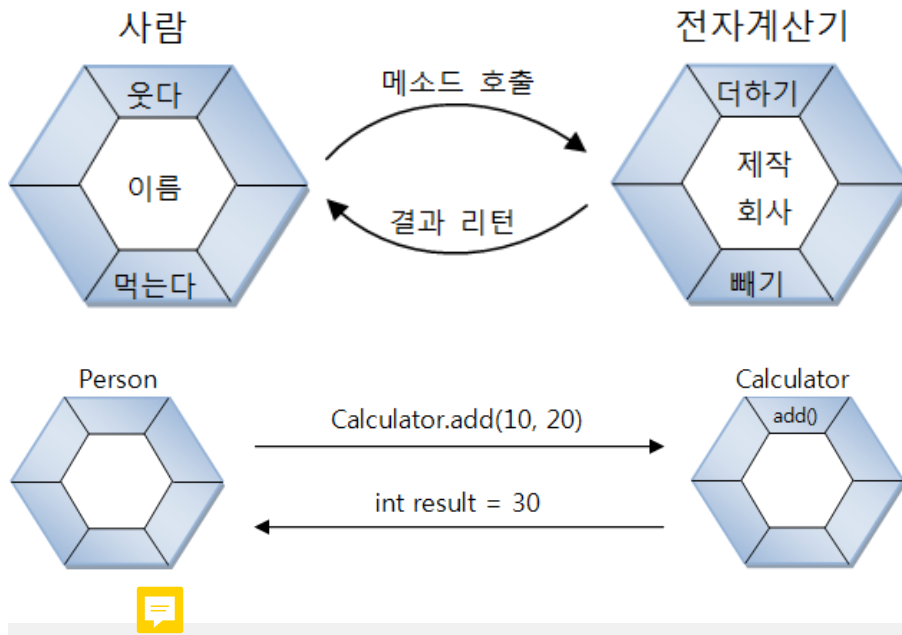 사람
전자계산기
웃다
메소드 호출
더하기
이름
제작
회사
결과 리턴
먹는다
빼기
Person
Calculator
Calculator.add(10, 20)
add()
int result = 30